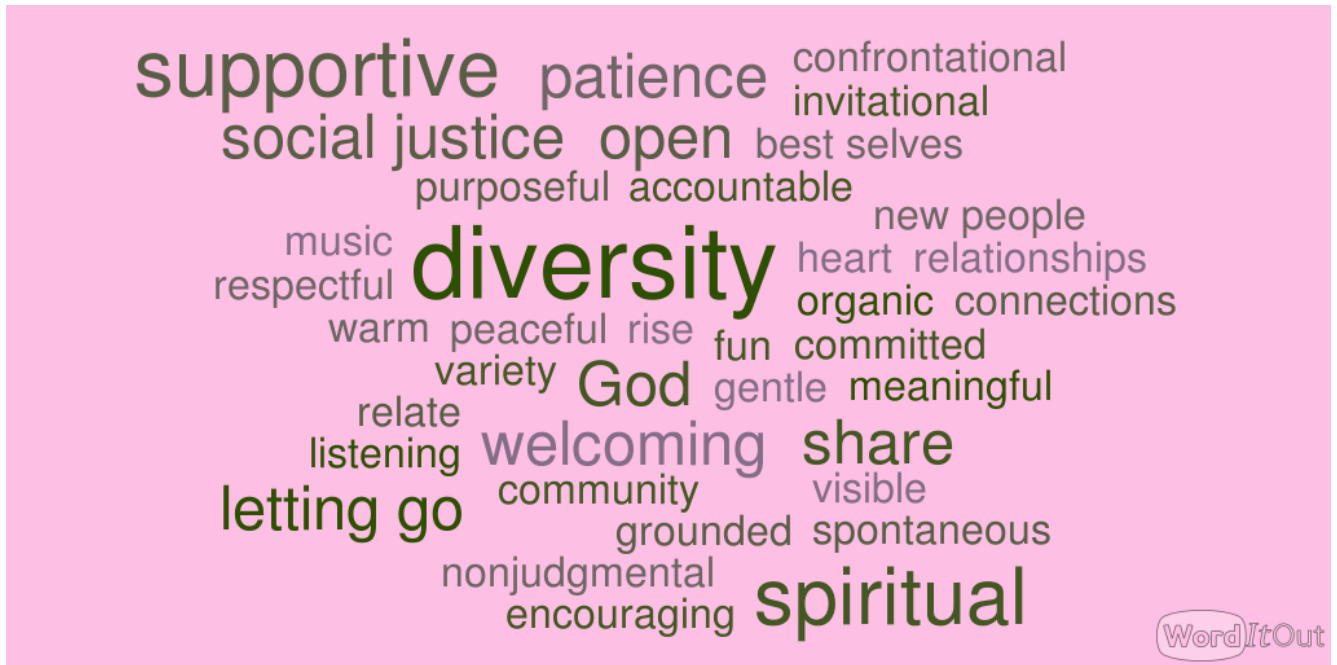 supportive patience confrontational
invitational
social justice open best selves
purposeful accountable
new people
music diversity heart relationships
respectful organic connections
warm peaceful rise fun committed
variety God gentle meaningful
relate
listening welcoming share
letting go community visible
grounded spontaneous
nonjudgmental spiritual
encouraging
WordItOut